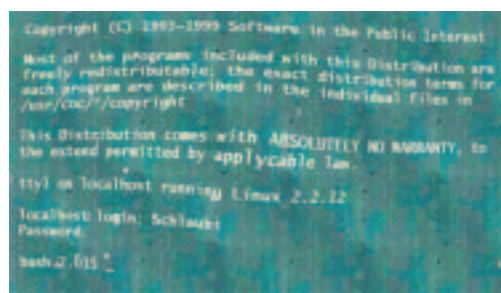 Copyright (C) 1993-1999 Software in the Public Interest
Most of the programs included with this Distribution are
freely redistributable; the exact distribution terms for
each program are described in the individual files in
/usr/doc/*/copyright
This Distribution comes with ABSOLUTELY NO WARRANTY, to
the extend permitted by applycable law.
tty1 on localhost running Linux 2.2.12
localhost login: Schlaubi
Password: